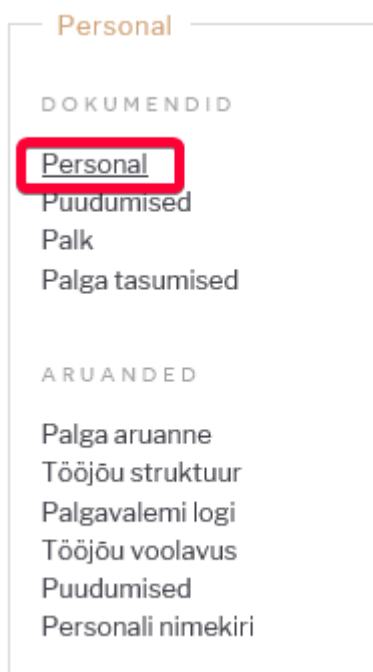 Personal
DOKUMENDID
Personal
Puudumised
Palk
Palga tasumised
ARUANDED
Palga aruanne
Tööjõu struktuur
Palgavalemi logi
Tööjõu voolavus
Puudumised
Personali nimekiri